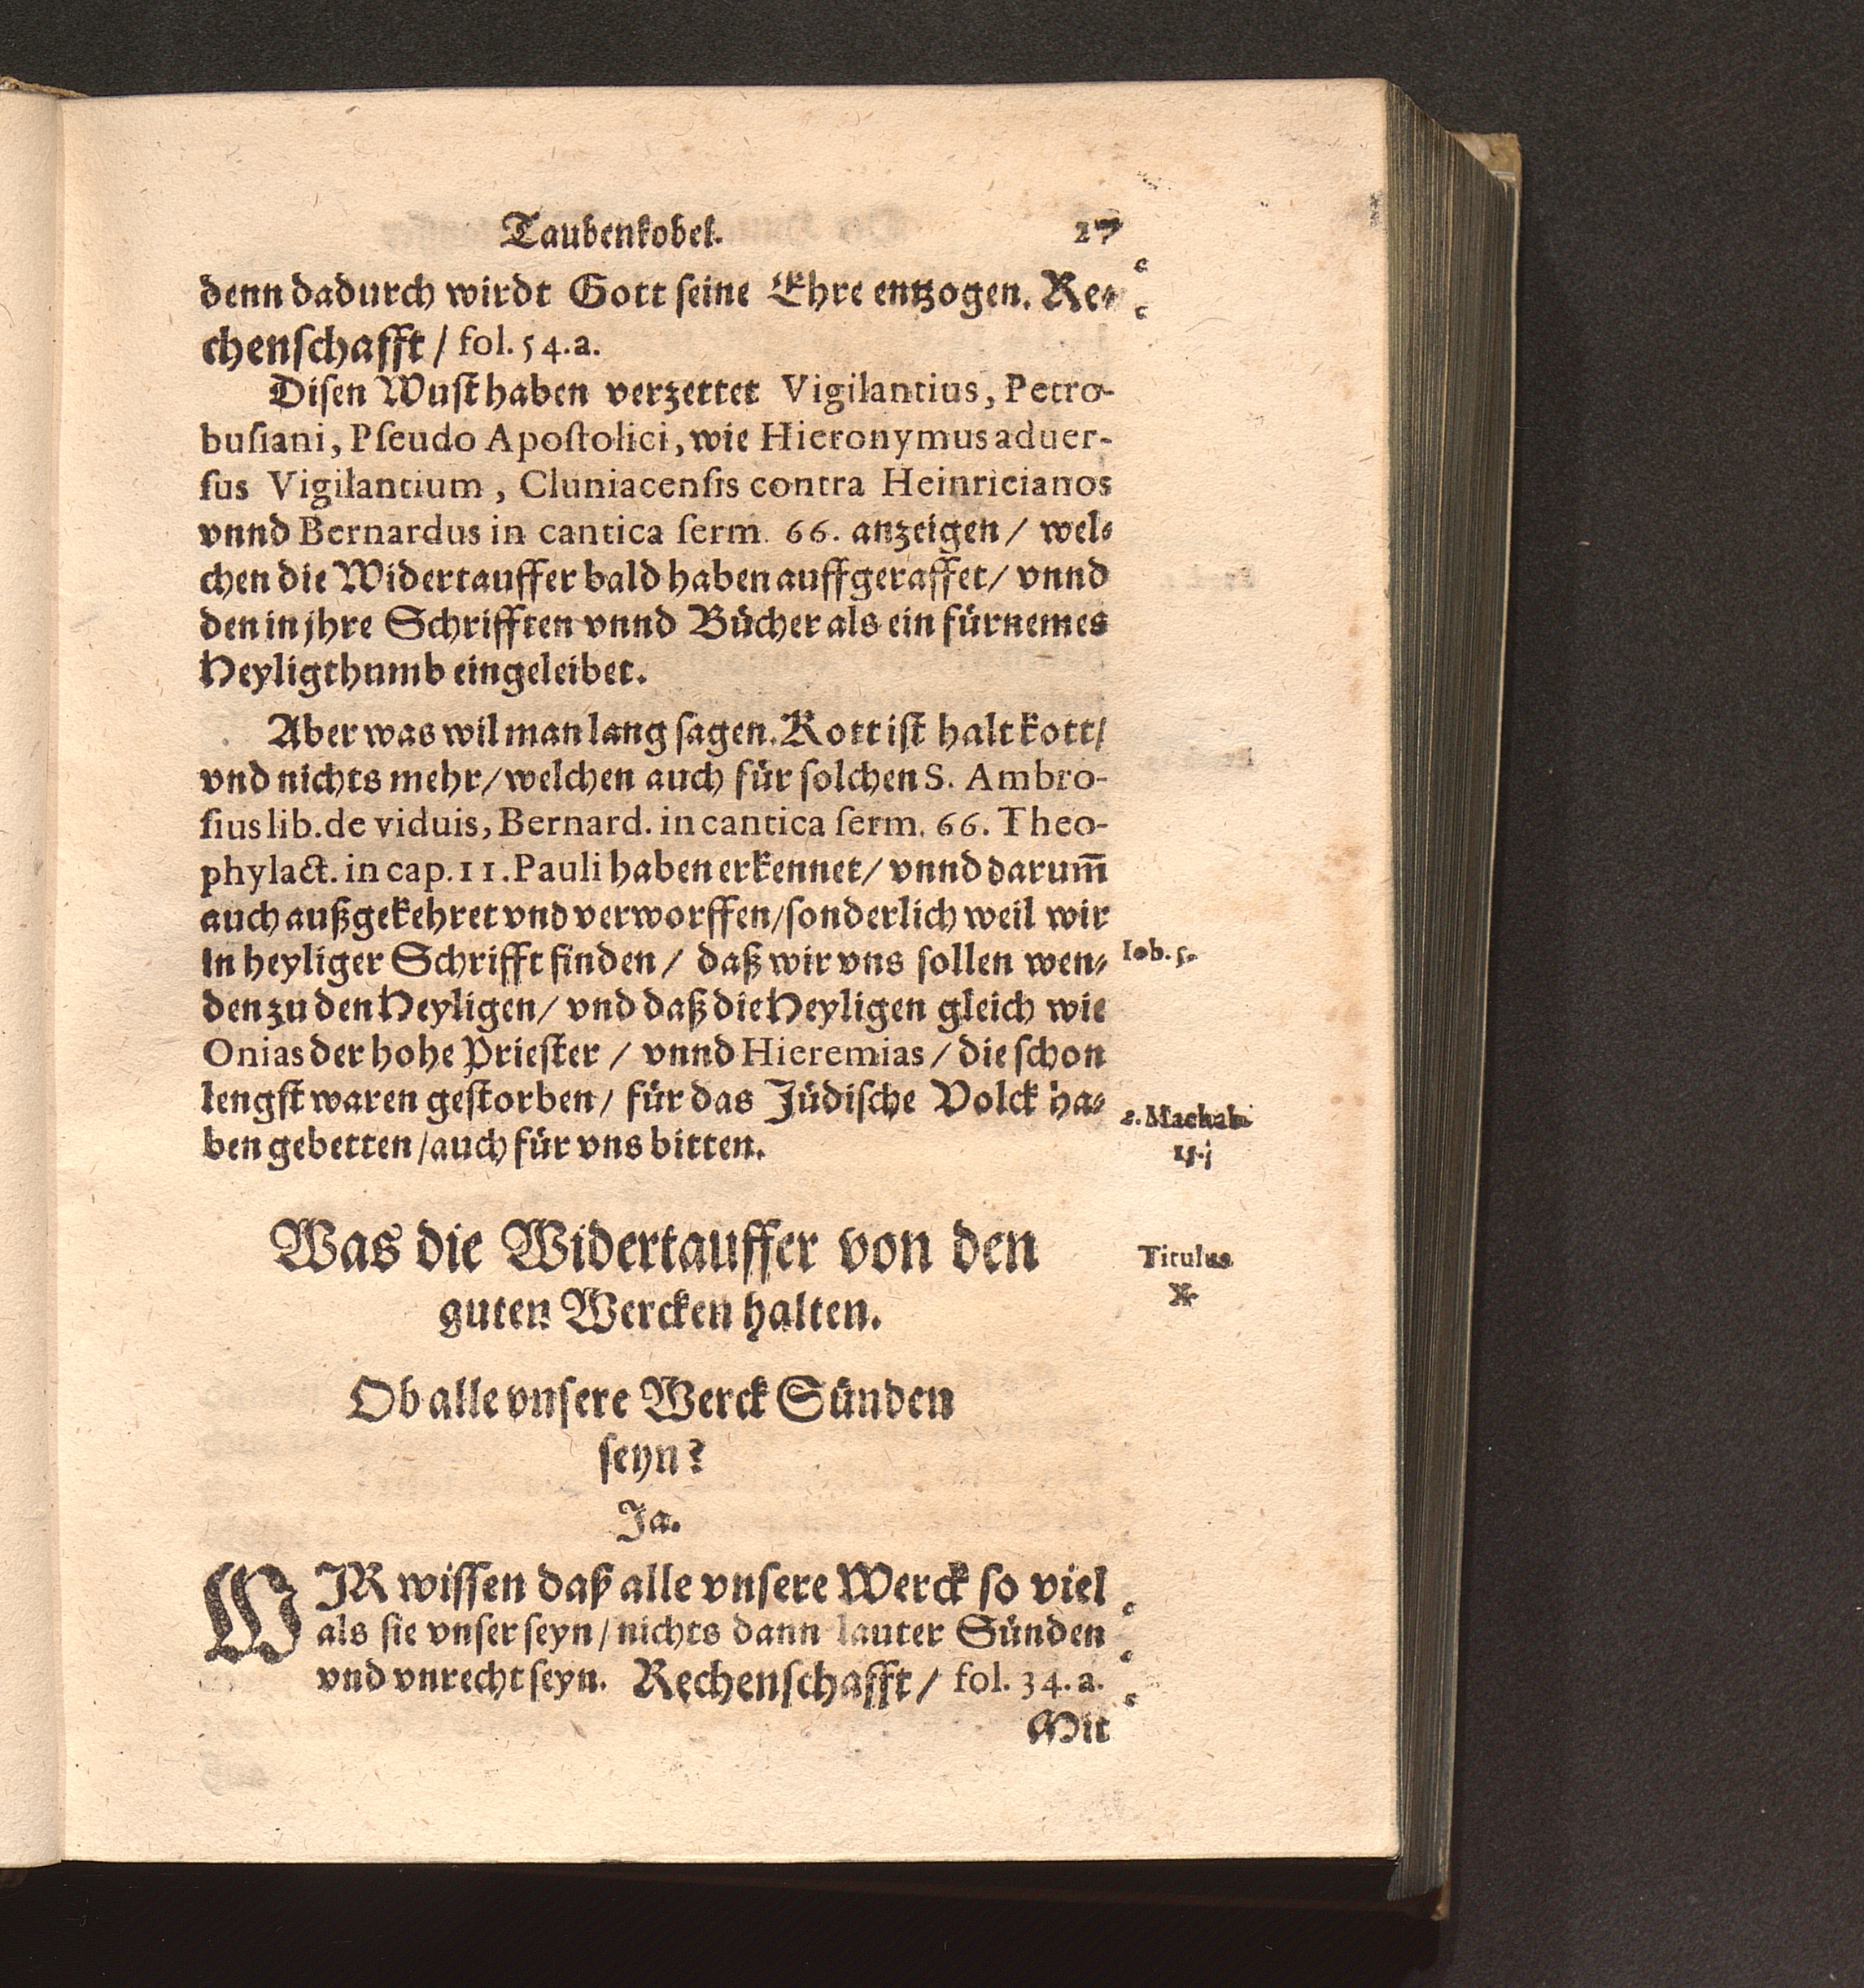 Taubenkobel. 27
denn dadurch wirdt Gott seine Ehre entzogen. Re⸗
chenschafft / fol. 54. a.
Disen Wust haben verzettet Vigilantius, Petro-
busiani, Pseudo Apostolici, wie Hieronymus aduer-
sus Vigilantium, Cluniacensis contra Heinricianos
vnnd Bernardus in cantica serm. 66. anzeigen / wel⸗
chen die Widertauffer bald haben auffgeraffet / vnnd
den in jhre Schrifften vnnd Bücher als ein fürnemes
Heyligthumb eingeleibet.
Aber was wil man lang sagen. Kott ist halt kott /
vnd nichts mehr / welchen auch für solchen S. Ambro-
sius lib. de viduis, Bernard. in cantica serm. 66. Theo-
phylact. in cap. 11. Pauli haben erkennet / vnnd darum̅
auch außgekehret vnd verworffen / sonderlich weil wir
in heyliger Schrifft finden / daß wir vns sollen wen⸗
Iob. 5.
den zu den Heyligen / vnd daß die Heyligen gleich wie
Onias der hohe Priester / vnnd Hieremias / die schon
lengst waren gestorben / für das Jüdische Volck ha⸗
2. Machab.
ben gebetten / auch für vns bitten.
Was die Widertauffer von den
Titulus
guten Wercken halten.
X.
Ob alle vnsere Werck Sünden
seyn?
Ja.
WIR wissen daß alle vnsere Werck so viel
als sie vnser seyn / nichts dann lauter Sünden
vnd vnrecht seyn. Rechenschafft / fol. 34. a.
Mit